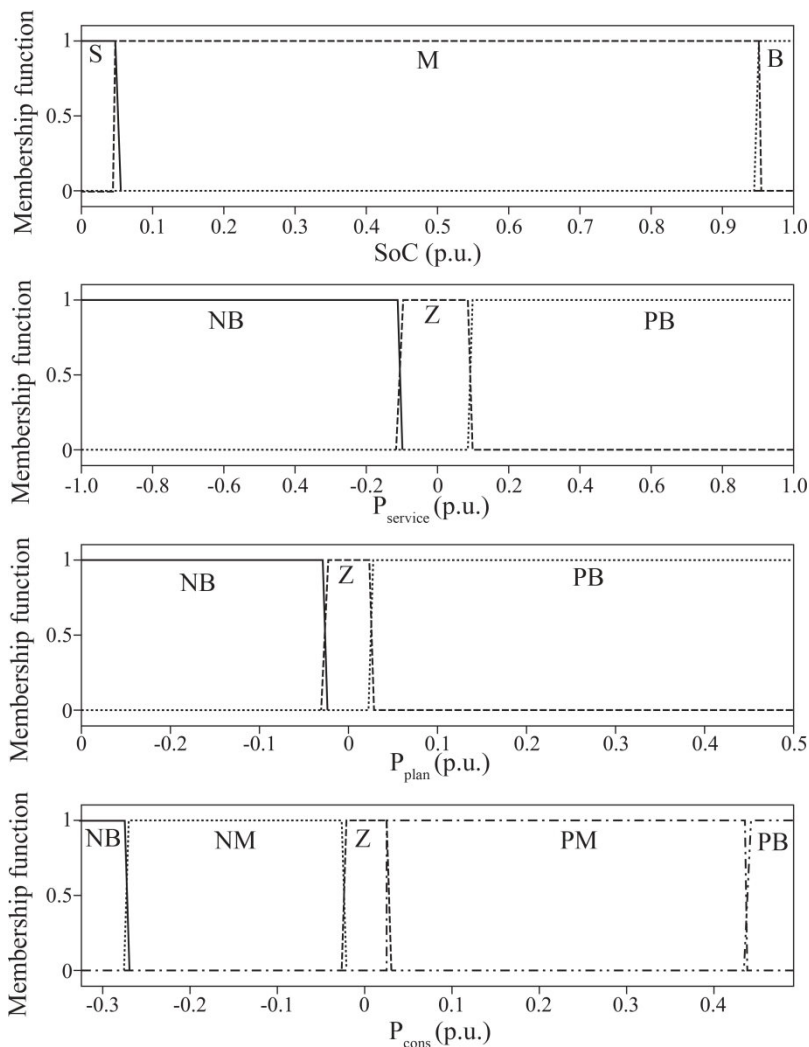 Membership function
1
0.5
0
S
M
B
0 0.1 0.2 0.3 0.4 0.5 0.6 0.7 0.8 0.9 1.0
SoC (p.u.)
Membership function
1
0.5
0
NB
Z
PB
-1.0 -0.8 -0.6 0.4 -0.2 0 0.2 0.4 0.6 0.8 1.0
Pservice (p.u.)
Membership function
1
0.5
0
NB
Z
PB
0 -0.2 -0.1 0 0.1 0.2 0.3 0.4 0.5
Pplan (p.u.)
Membership function
1
0.5
0
NB
NM
Z
PM
PB
-0.3 -0.2 -0.1 0 0.1 0.2 0.3 0.4
Pcons (p.u.)